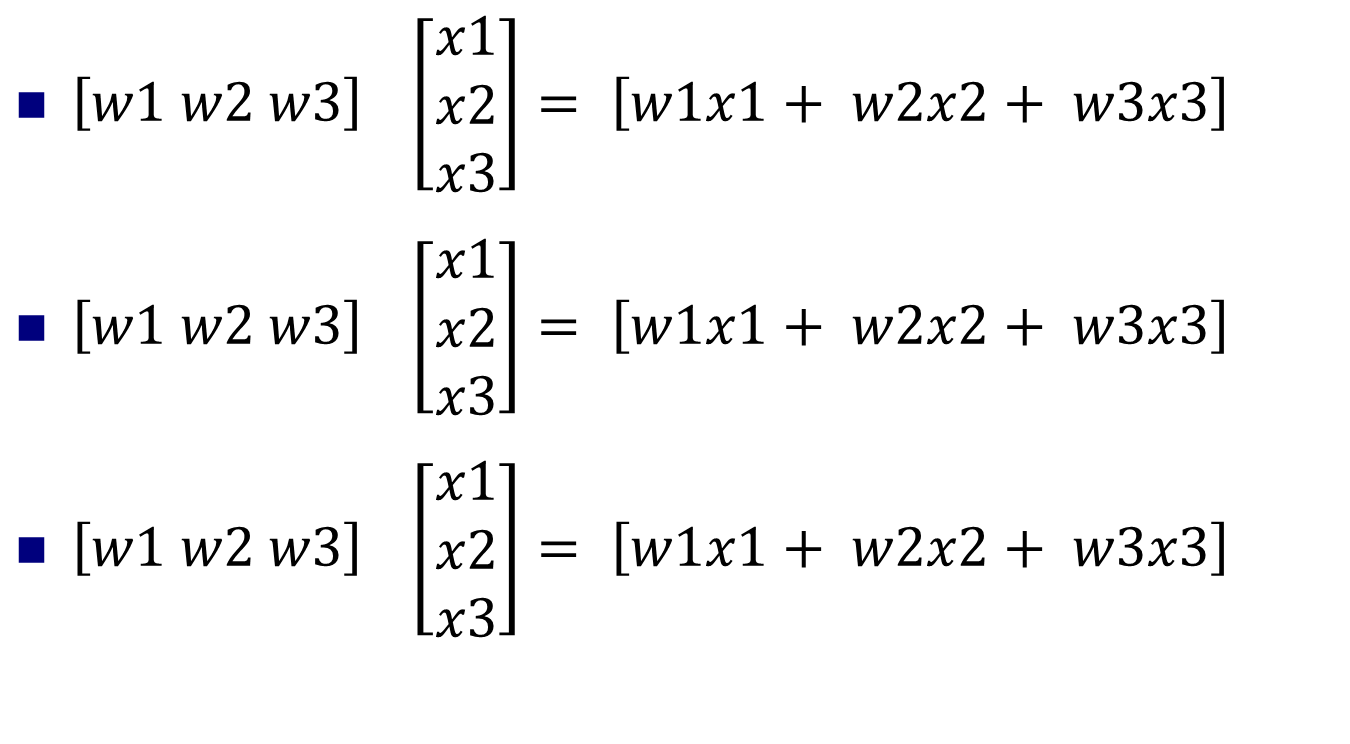 [w1 w2 w3] [x1 x2 x3] = [w1x1 + w2x2 + w3x3]
[w1 w2 w3] [x1 x2 x3] = [w1x1 + w2x2 + w3x3]
[w1 w2 w3] [x1 x2 x3] = [w1x1 + w2x2 + w3x3]